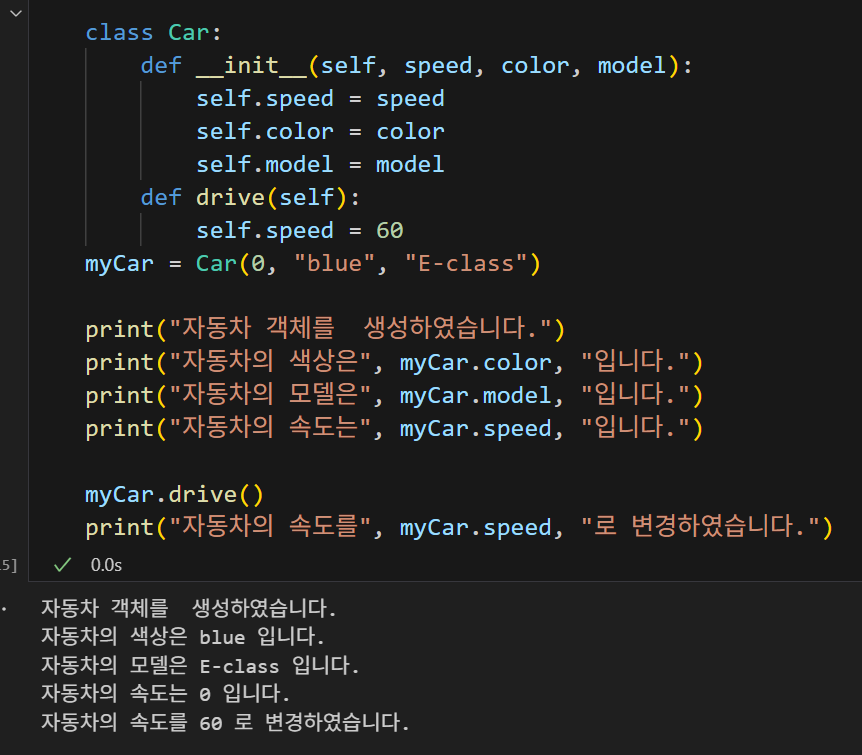 class Car:
    def __init__(self, speed, color, model):
        self.speed = speed
        self.color = color
        self.model = model
    def drive(self):
        self.speed = 60
myCar = Car(0, "blue", "E-class")
print("자동차 객체를  생성하였습니다.")
print("자동차의 색상은", myCar.color, "입니다.")
print("자동차의 모델은", myCar.model, "입니다.")
print("자동차의 속도는", myCar.speed, "입니다.")
myCar.drive()
print("자동차의 속도를", myCar.speed, "로 변경하였습니다.")
5] ✓ 0.0s
자동차 객체를  생성하였습니다.
자동차의 색상은 blue 입니다.
자동차의 모델은 E-class 입니다.
자동차의 속도는 0 입니다.
자동차의 속도를 60 로 변경하였습니다.